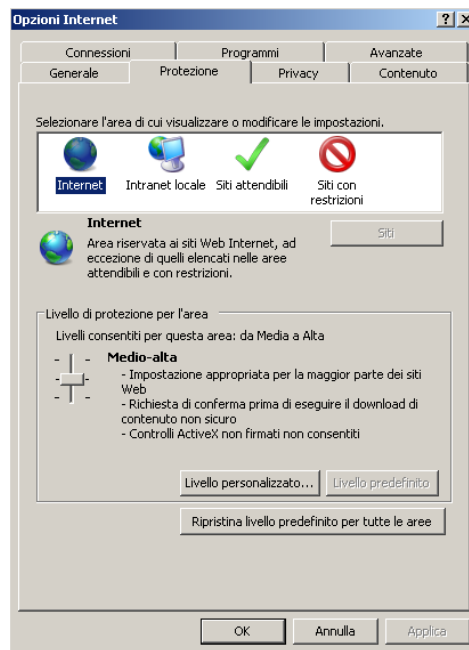 Opzioni Internet
Connessioni Programmi Avanzate
Generale Protezione Privacy Contenuto
Selezionare l'area di cui visualizzare o modificare le impostazioni.
Internet Intranet locale Siti attendibili Siti con
restrizioni
Internet
Siti
Area riservata ai siti Web Internet, ad
eccezione di quelli elencati nelle aree
attendibili e con restrizioni.
Livello di protezione per l'area
Livelli consentiti per questa area: da Media a Alta
Medio-alta
- Impostazione appropriata per la maggior parte dei siti
Web
- Richiesta di conferma prima di eseguire il download di
contenuto non sicuro
- Controlli ActiveX non firmati non consentiti
Livello personalizzato... Livello predefinito
Ripristina livello predefinito per tutte le aree
OK Annulla Applica